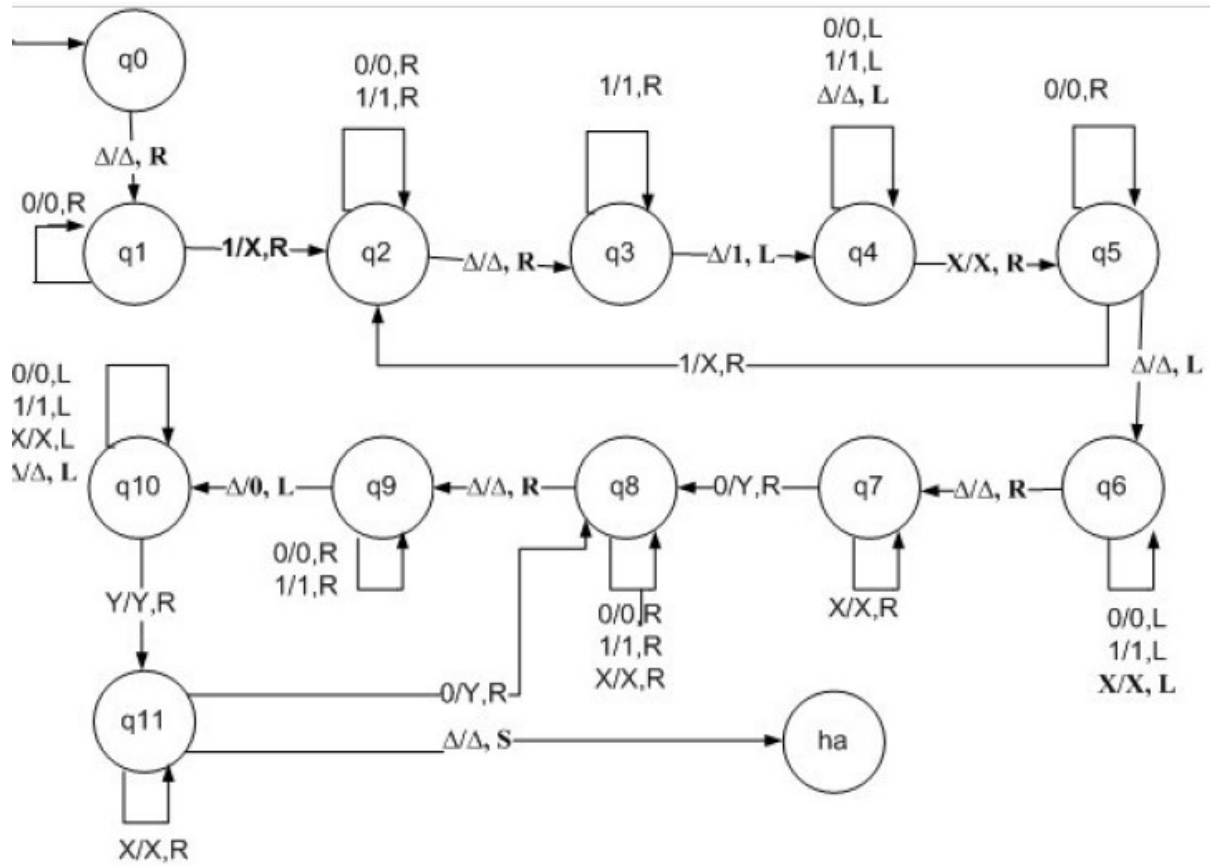 q0
0/0,R
1/1,R
1/1,R
0/0,L
1/1,L
Δ/Δ, L
0/0,R
Δ/Δ, R
0/0,R
q1
1/X,R
q2
Δ/Δ, R
q3
Δ/1, L
q4
X/X, R
q5
1/X,R
Δ/Δ, L
0/0,L
1/1,L
X/X,L
Δ/Δ, L
q10
Δ/0, L
q9
Δ/Δ, R
q8
0/Y,R
q7
Δ/Δ, R
q6
0/0,R
1/1,R
0/0,R
1/1,R
X/X,R
X/X,R
0/0,L
1/1,L
X/X, L
Y/Y,R
q11
0/Y,R
Δ/Δ, S
ha
X/X,R